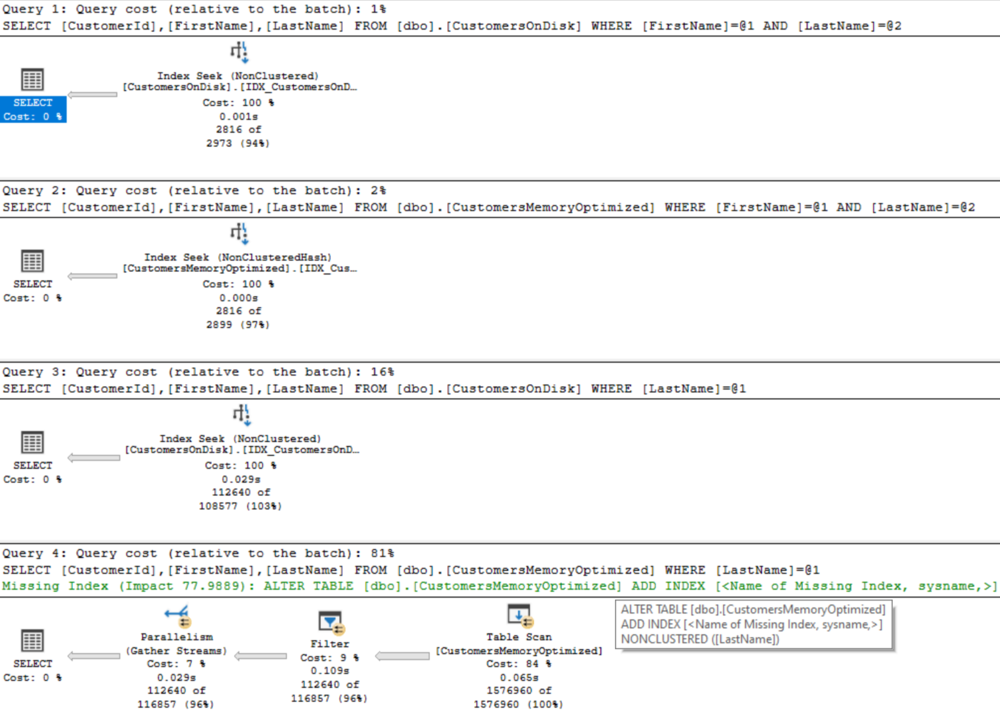 Query 1: Query cost (relative to the batch): 1%
SELECT [CustomerId],[FirstName],[LastName] FROM [dbo].[CustomersOnDisk] WHERE [FirstName]=@1 AND [LastName]=@2
Index Seek (NonClustered)
[CustomersOnDisk].[IDX_CustomersOnD…
Cost: 100 %
0.001s
2816 of
2973 (94%)
SELECT
Cost: 0 %
Query 2: Query cost (relative to the batch): 2%
SELECT [CustomerId],[FirstName],[LastName] FROM [dbo].[CustomersMemoryOptimized] WHERE [FirstName]=@1 AND [LastName]=@2
Index Seek (NonClusteredHash)
[CustomersMemoryOptimized].[IDX_Cus…
Cost: 100 %
0.000s
2816 of
2899 (97%)
SELECT
Cost: 0 %
Query 3: Query cost (relative to the batch): 16%
SELECT [CustomerId],[FirstName],[LastName] FROM [dbo].[CustomersOnDisk] WHERE [LastName]=@1
Index Seek (NonClustered)
[CustomersOnDisk].[IDX_CustomersOnD…
Cost: 100 %
0.029s
112640 of
108577 (103%)
SELECT
Cost: 0 %
Query 4: Query cost (relative to the batch): 81%
SELECT [CustomerId],[FirstName],[LastName] FROM [dbo].[CustomersMemoryOptimized] WHERE [LastName]=@1
Missing Index (Impact 77.9889): ALTER TABLE [dbo].[CustomersMemoryOptimized] ADD INDEX [<Name of Missing Index, sysname,>]
SELECT
Cost: 0 %
Parallelism
(Gather Streams)
Cost: 7 %
0.029s
112640 of
116857 (96%)
Filter
Cost: 9 %
0.109s
112640 of
116857 (96%)
Table Scan
[CustomersMemoryOptimized]
Cost: 84 %
0.065s
1576960 of
1576960 (100%)
ALTER TABLE [dbo].[CustomersMemoryOptimized]
ADD INDEX [<Name of Missing Index, sysname,>]
NONCLUSTERED ([LastName])